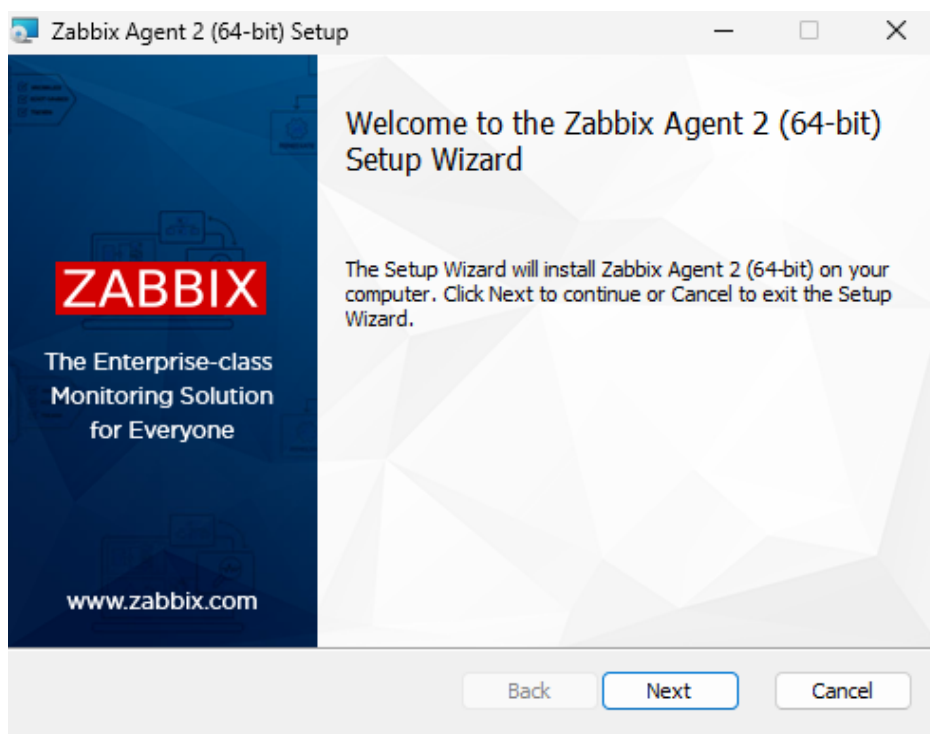 Zabbix Agent 2 (64-bit) Setup
Welcome to the Zabbix Agent 2 (64-bit)
Setup Wizard
The Setup Wizard will install Zabbix Agent 2 (64-bit) on your
computer. Click Next to continue or Cancel to exit the Setup
Wizard.
ZABBIX
The Enterprise-class
Monitoring Solution
for Everyone
www.zabbix.com
Back
Next
Cancel